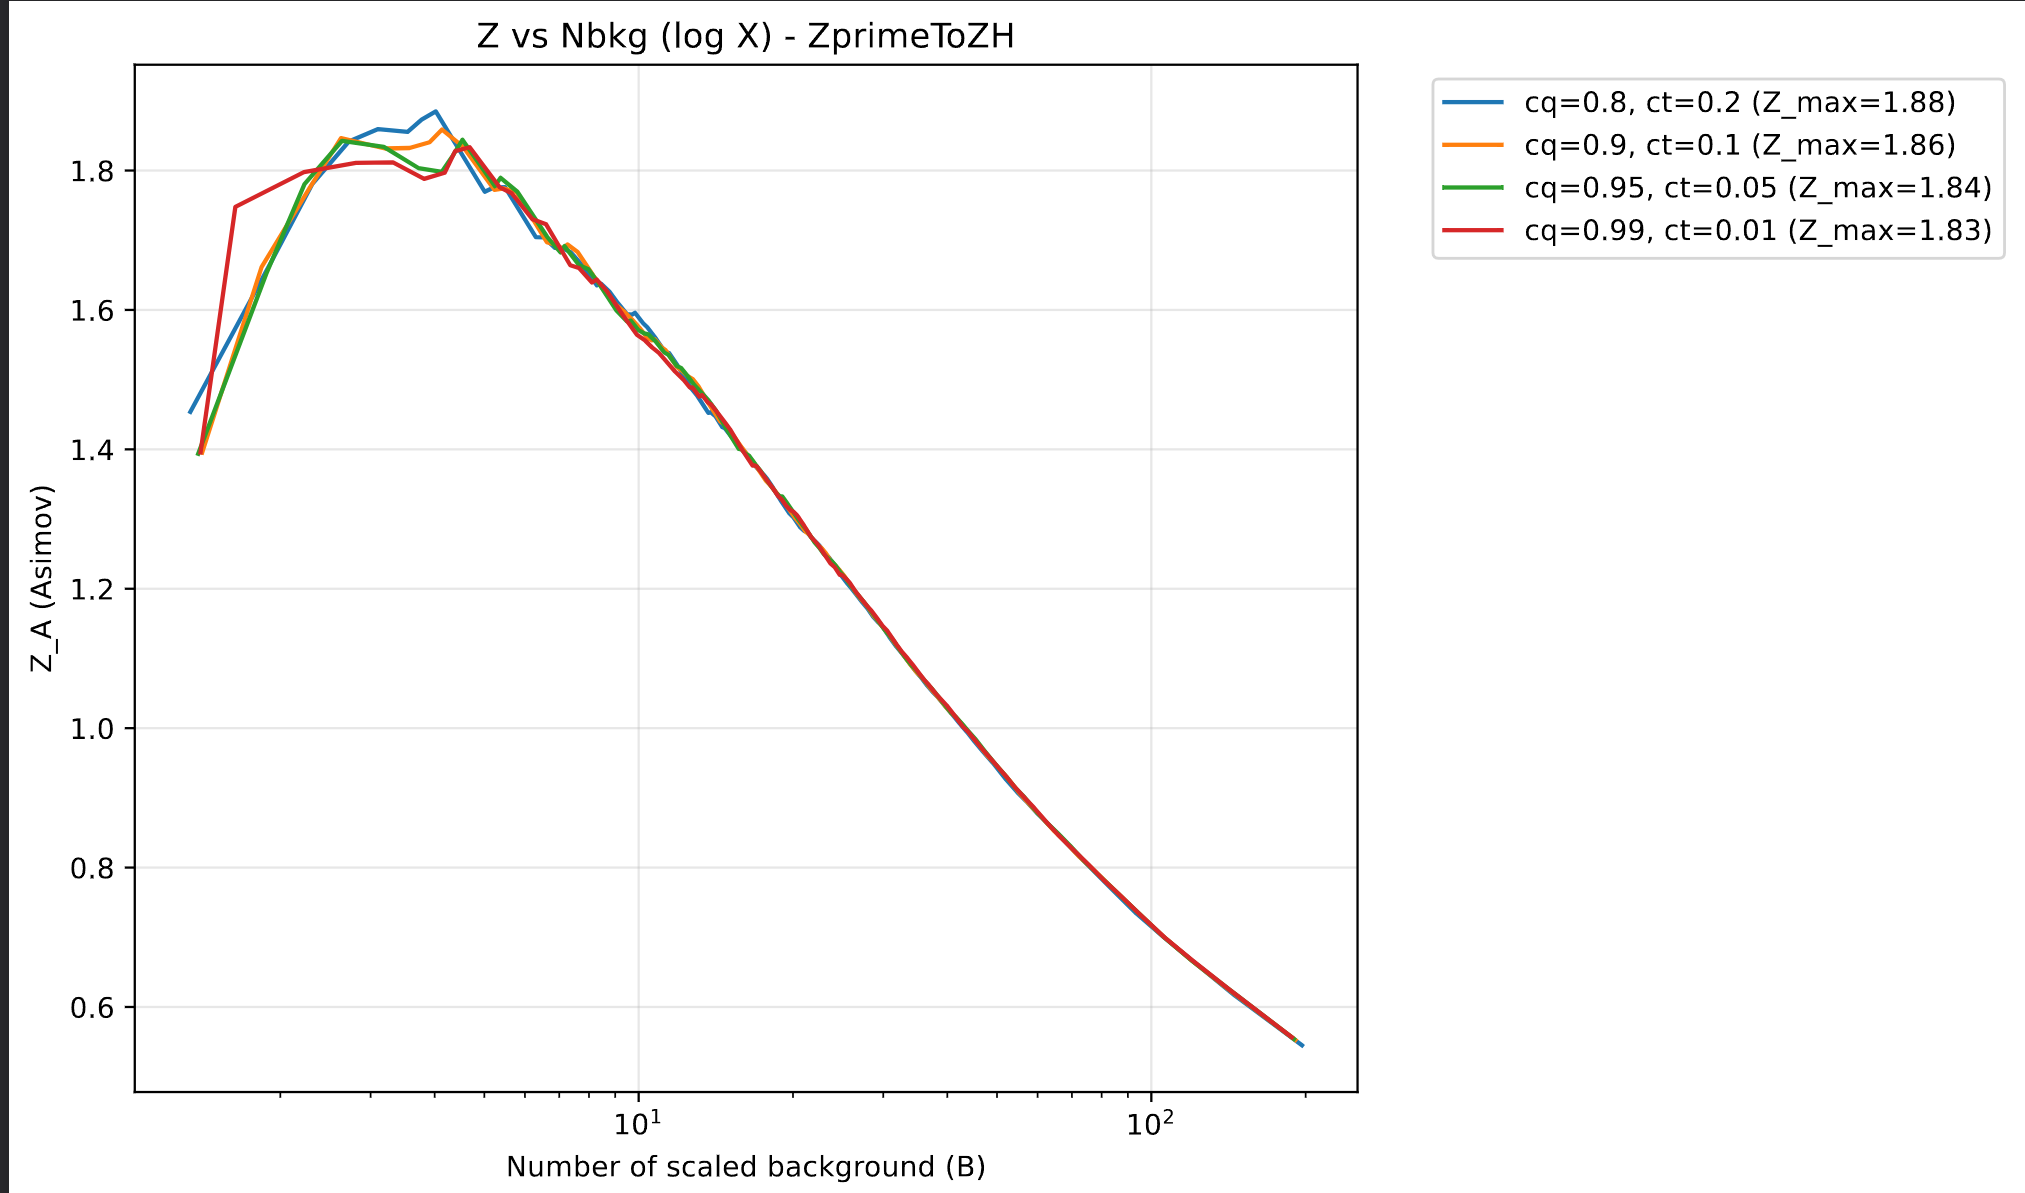 Z vs Nbkg (log X) - ZprimeToZH
cq=0.8, ct=0.2 (Z_max=1.88)
cq=0.9, ct=0.1 (Z_max=1.86)
cq=0.95, ct=0.05 (Z_max=1.84)
cq=0.99, ct=0.01 (Z_max=1.83)
Z_A (Asimov)
1.8
1.6
1.4
1.2
1.0
0.8
0.6
10¹ 10²
Number of scaled background (B)